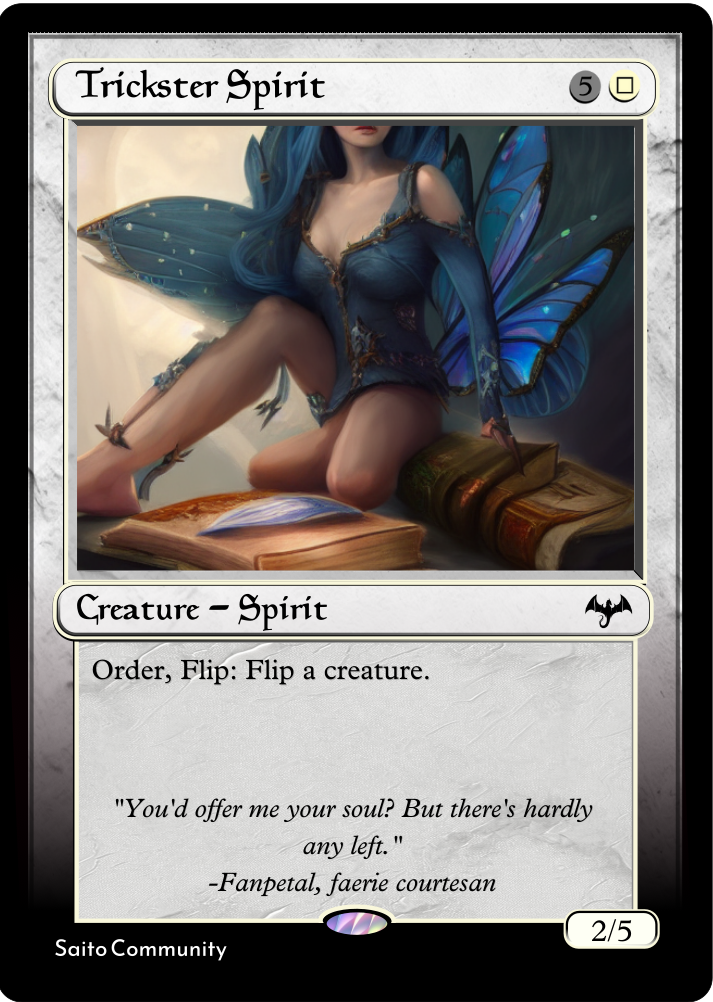 Trickster Spirit 5
Creature – Spirit
Order, Flip: Flip a creature.
"You'd offer me your soul? But there's hardly
any left."
-Fanpetal, faerie courtesan
2/5
Saito Community